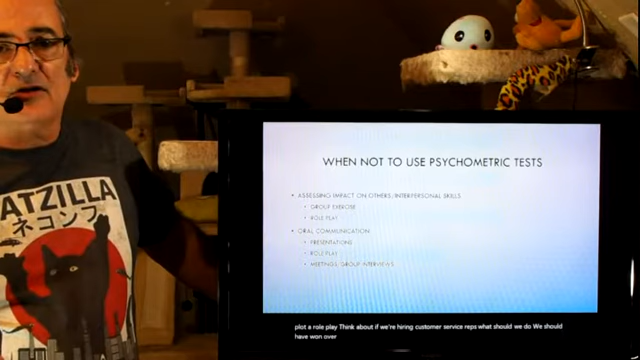 ATZILLA
ネコンフ
WHEN NOT TO USE PSYCHOMETRIC TESTS
• ASSESSING IMPACT ON OTHERS, INTERPERSONAL SKILLS
• GROUP EXERCISE
• ROLE PLAY
• ORAL COMMUNICATION
• PRESENTATIONS
• ROLE PLAY
• MEETINGS, GROUP INTERVIEWS
plot a role play Think about if we're hiring customer service reps what should we do We should
have won over